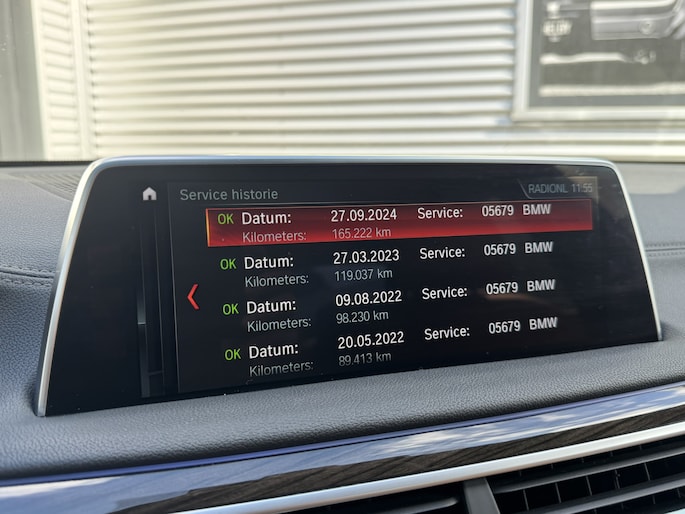 Service historie
RADIONL 11:55
OK Datum: 27.09.2024 Service: 05679 BMW
Kilometers: 165.222 km
OK Datum: 27.03.2023 Service: 05679 BMW
Kilometers: 119.037 km
OK Datum: 09.08.2022 Service: 05679 BMW
Kilometers: 98.230 km
OK Datum: 20.05.2022 Service: 05679 BMW
Kilometers: 89.413 km